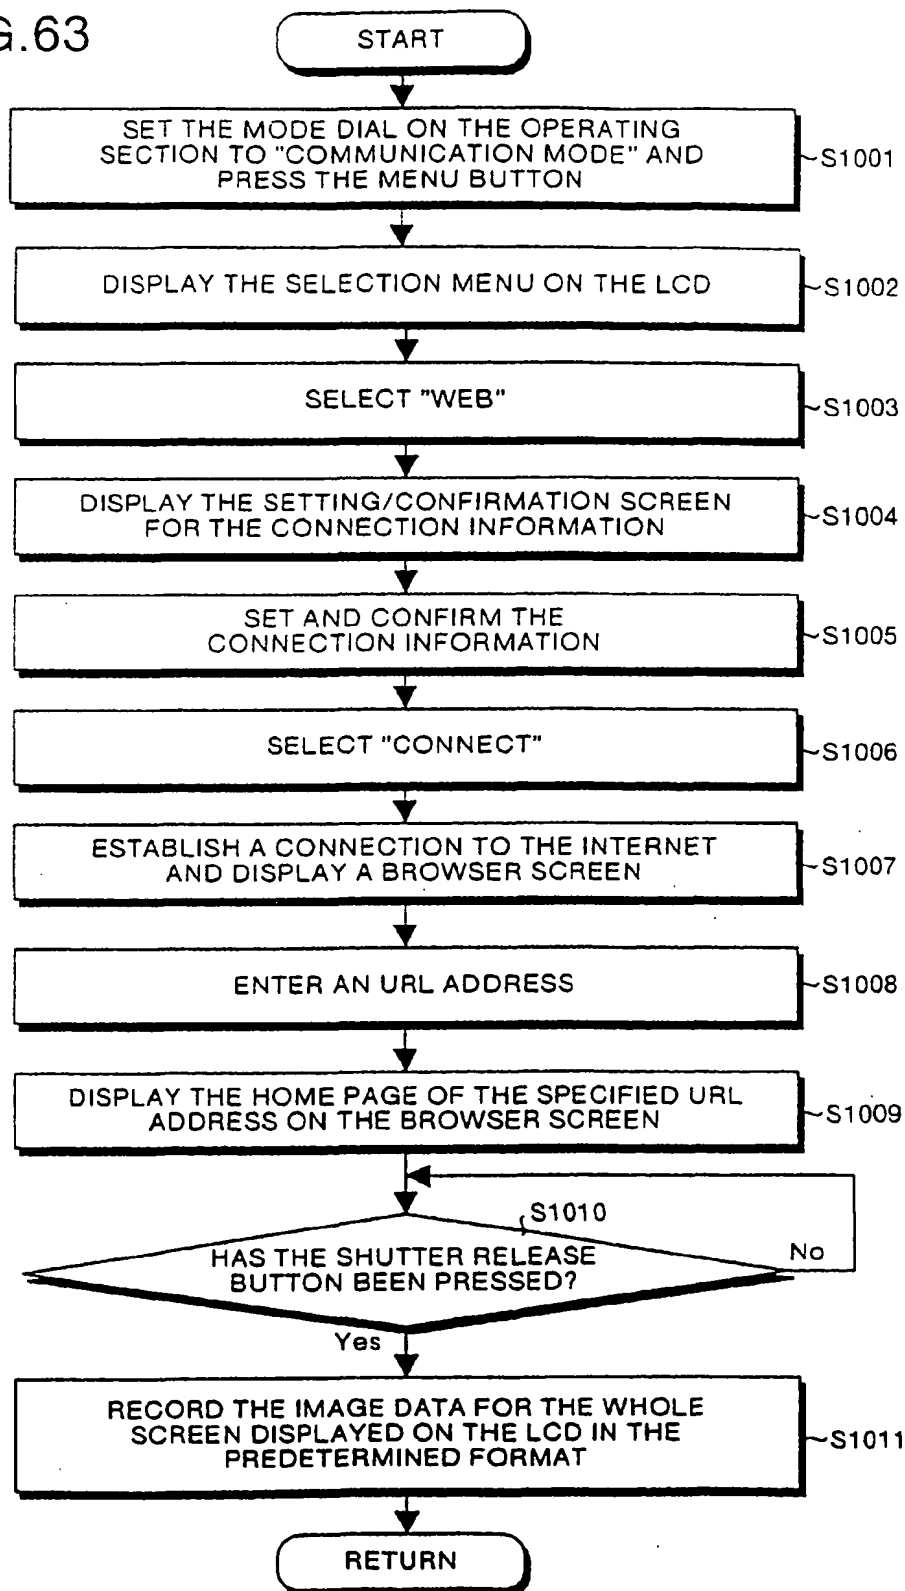 G.63
START
SET THE MODE DIAL ON THE OPERATING
SECTION TO "COMMUNICATION MODE" AND
PRESS THE MENU BUTTON
S1001
DISPLAY THE SELECTION MENU ON THE LCD
S1002
SELECT "WEB"
S1003
DISPLAY THE SETTING/CONFIRMATION SCREEN
FOR THE CONNECTION INFORMATION
S1004
SET AND CONFIRM THE
CONNECTION INFORMATION
S1005
SELECT "CONNECT"
S1006
ESTABLISH A CONNECTION TO THE INTERNET
AND DISPLAY A BROWSER SCREEN
S1007
ENTER AN URL ADDRESS
S1008
DISPLAY THE HOME PAGE OF THE SPECIFIED URL
ADDRESS ON THE BROWSER SCREEN
S1009
S1010
HAS THE SHUTTER RELEASE
BUTTON BEEN PRESSED?
No
Yes
RECORD THE IMAGE DATA FOR THE WHOLE
SCREEN DISPLAYED ON THE LCD IN THE
PREDETERMINED FORMAT
S1011
RETURN